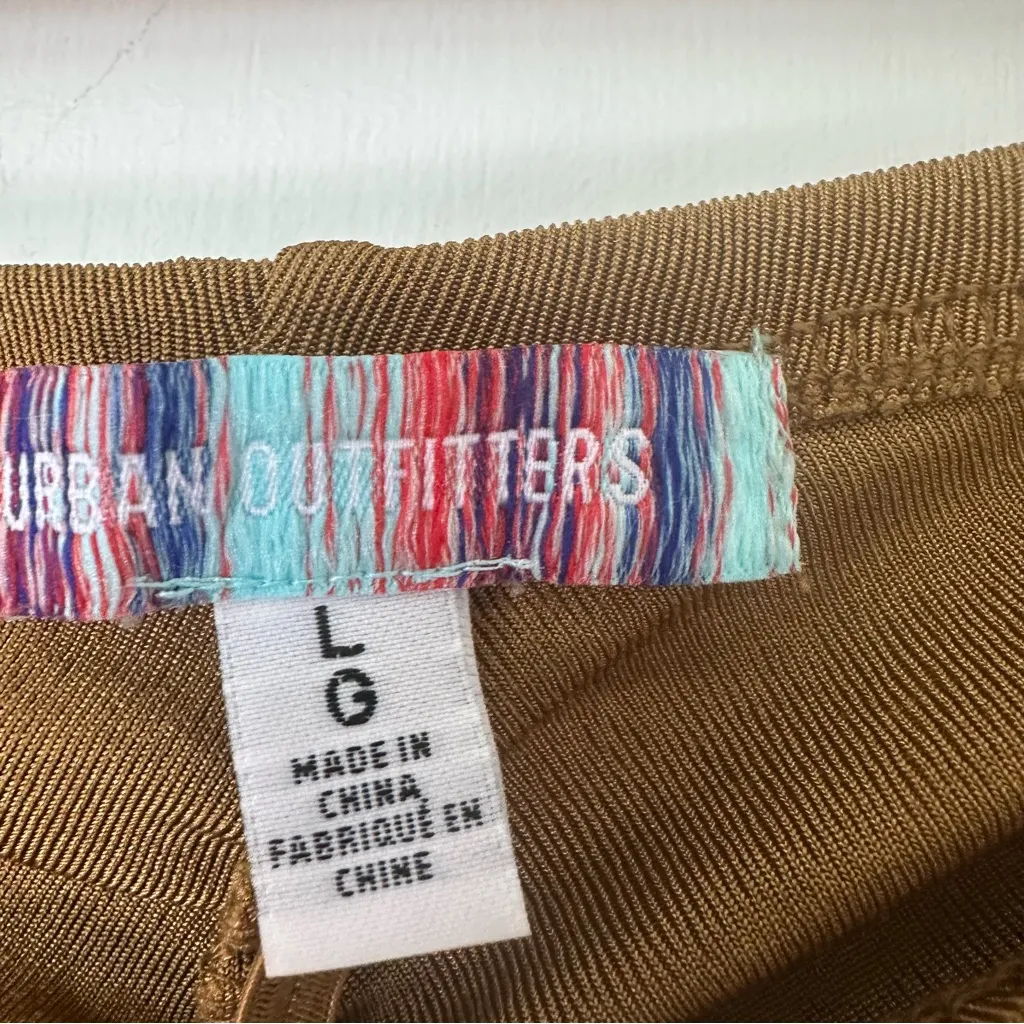 URBAN OUTFITTERS
L
G
MADE IN
CHINA
FABRIQUÉ EN
CHINE